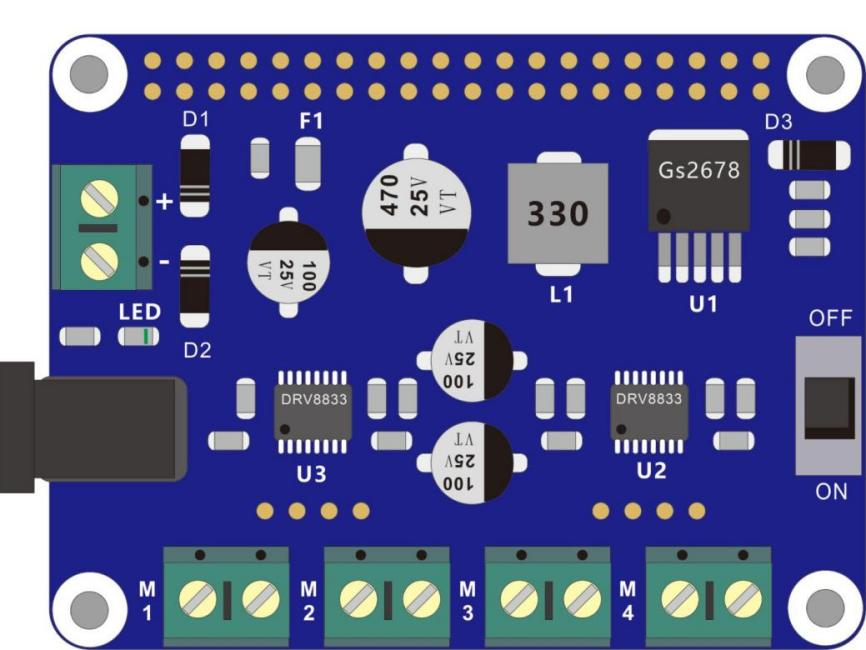 D1
F1
D3
470
25V
VT
330
Gs2678
+
-
100
25V
VT
L1
U1
LED
OFF
D2
100
25V
VT
DRV8833
DRV8833
100
25V
VT
U3
U2
ON
M
1
M
2
M
3
M
4